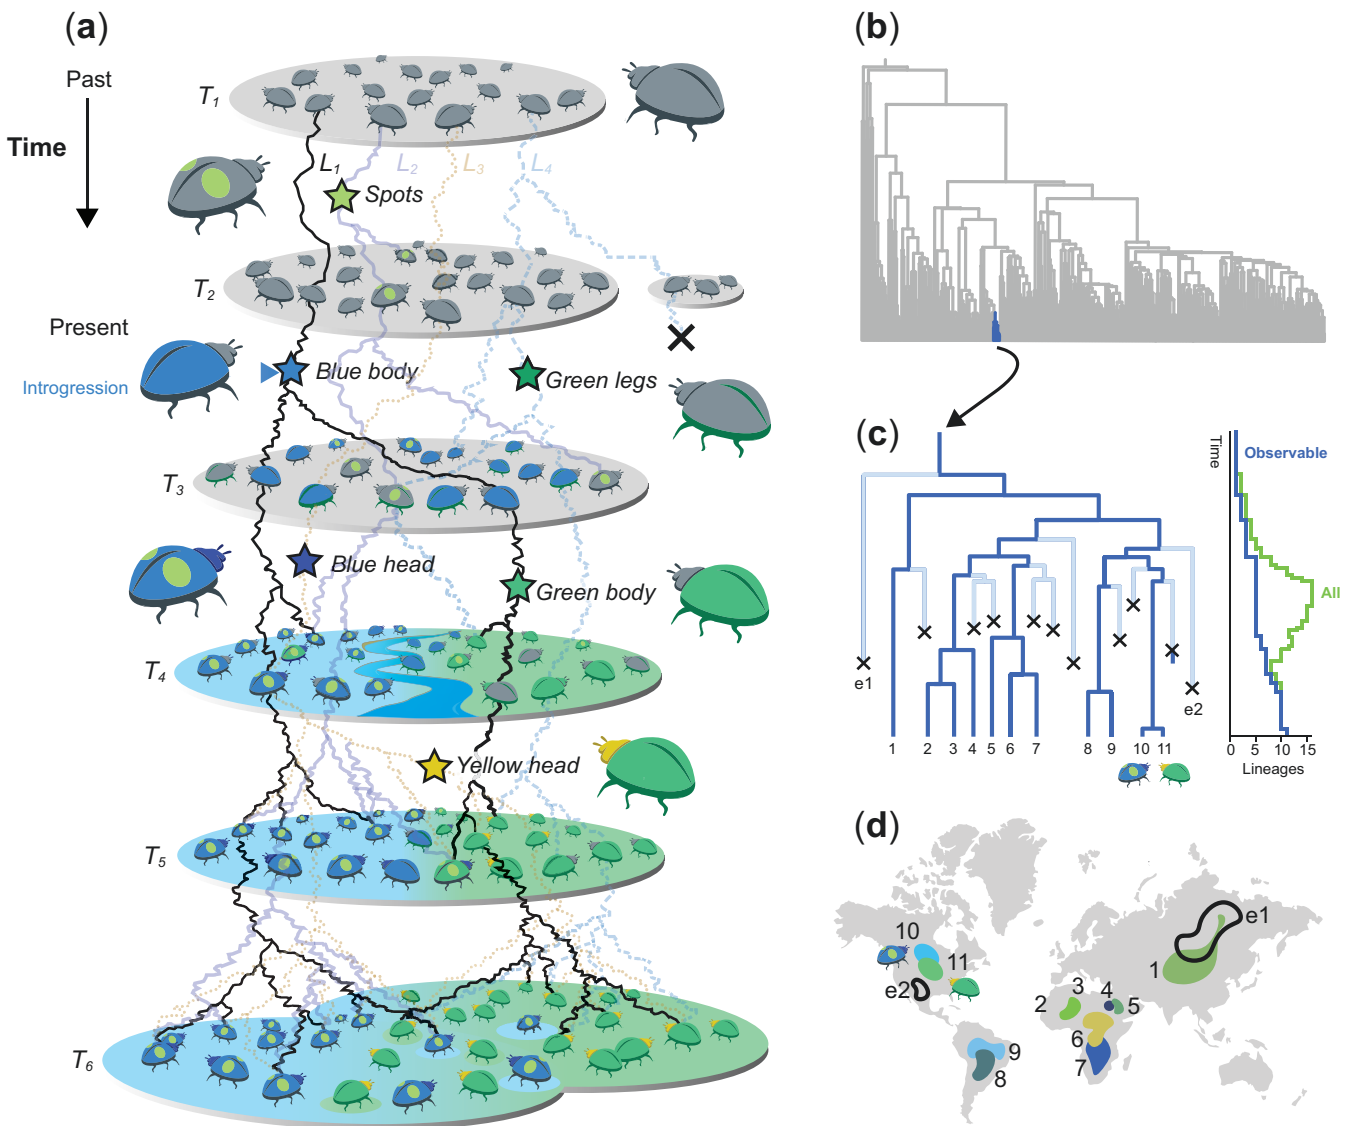 (a)
Past
Time
Present
Introgression
T1
L1
L2
L3
L4
Spots
T2
Blue body
Green legs
T3
Blue head
Green body
T4
Yellow head
T5
T6
(b)
(c)
e1
e2
1
2
3
4
5
6
7
8
9
10
11
Time
Observable
All
0
5
10
15
Lineages
(d)
10
11
e2
e1
1
2
3
4
5
6
7
9
8